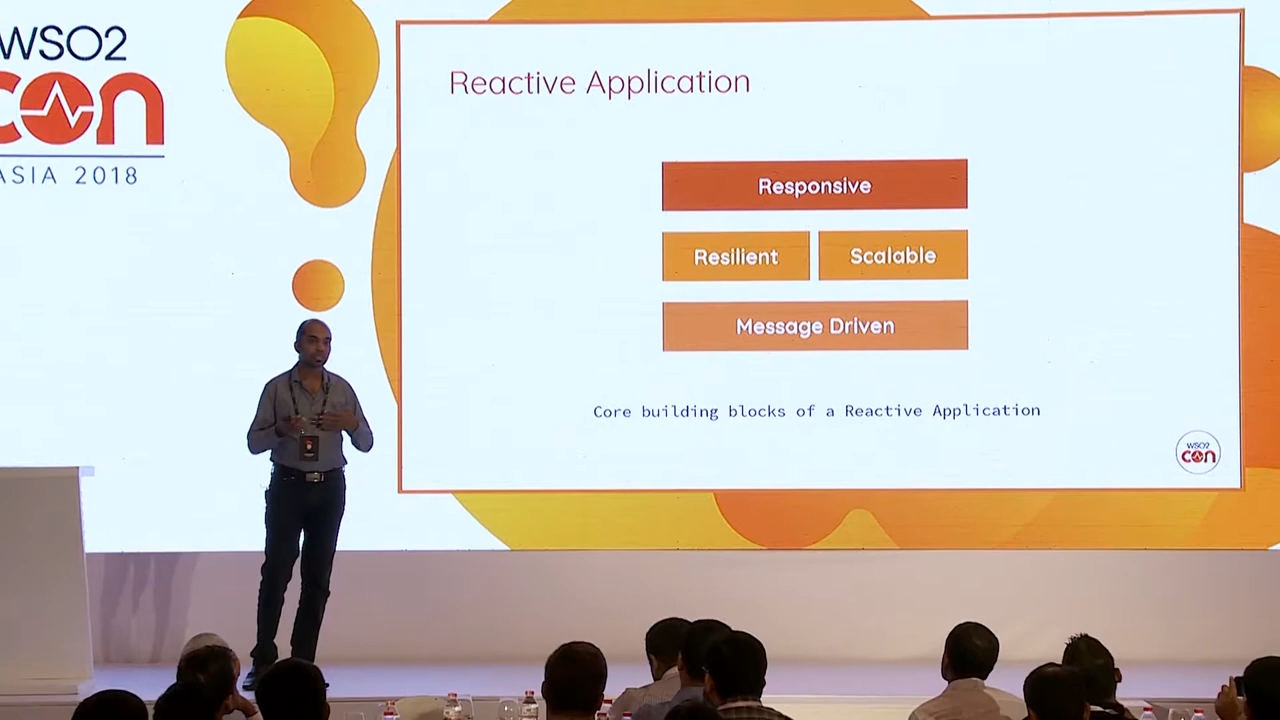 WSO2
con
ASIA 2018
Reactive Application
Responsive
Resilient
Scalable
Message Driven
Core building blocks of a Reactive Application
WSO2
con